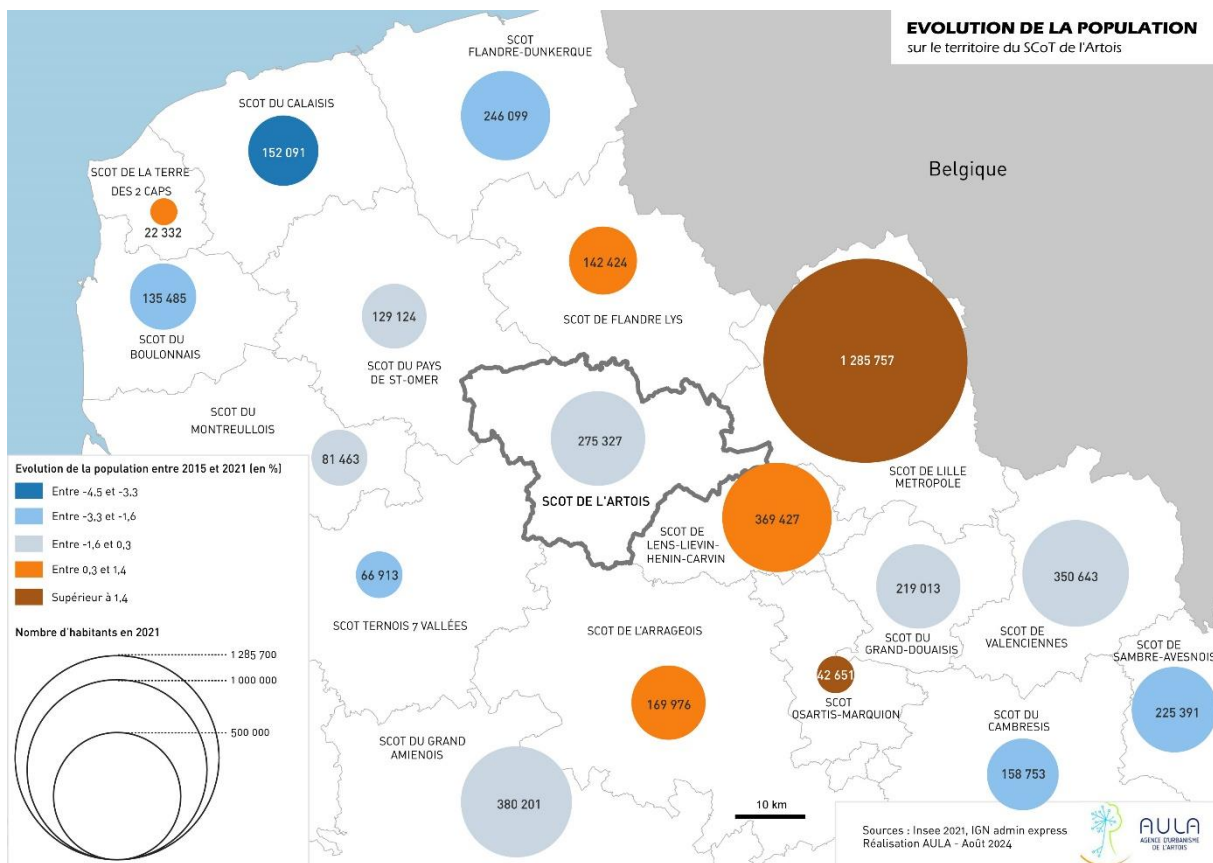 EVOLUTION DE LA POPULATION
sur le territoire du SCoT de l'Artois
SCOT
FLANDRE-DUNKERQUE
246 099
SCOT DU CALAISIS
152 091
SCOT DE LA TERRE
DES 2 CAPS
22 332
Belgique
142 424
SCOT DE FLANDRE LYS
135 485
SCOT DU
BOULONNAIS
129 124
SCOT DU PAYS
DE ST-OMER
1 285 757
SCOT DE LILLE
METROPOLE
SCOT DU
MONTREULLOIS
81 463
275 327
SCOT DE L'ARTOIS
369 427
SCOT DE
LENS-LIEVIN-
HENIN-CARVIN
66 913
SCOT TERNOIS 7 VALLÉES
219 013
SCOT DU
GRAND-DOUAISIS
350 643
SCOT DE
VALENCIENNES
SCOT DE
SAMBRE-AVESNOIS
225 391
SCOT DE L'ARRAGEOIS
169 976
42 651
SCOT
OSARTIS-MARQUION
SCOT DU
CAMBRESIS
158 753
SCOT DU GRAND
AMIENOIS
380 201
Evolution de la population entre 2015 et 2021 (en %)
Entre -4,5 et -3,3
Entre -3,3 et -1,6
Entre -1,6 et 0,3
Entre 0,3 et 1,4
Supérieur à 1,4
Nombre d'habitants en 2021
1 285 700
1 000 000
500 000
10 km
Sources : Insee 2021, IGN admin express
Réalisation AULA - Août 2024
AULA
AGENCE D'URBANISME
DE L'ARTOIS